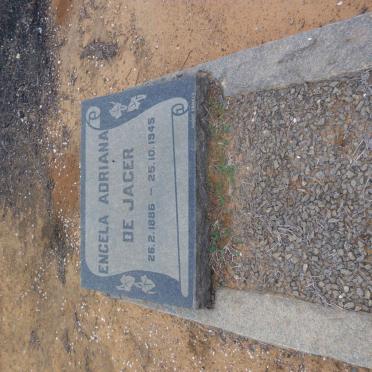 ENGELA ADRIANA
DE JAGER
26.2.1886 — 25.10.1945